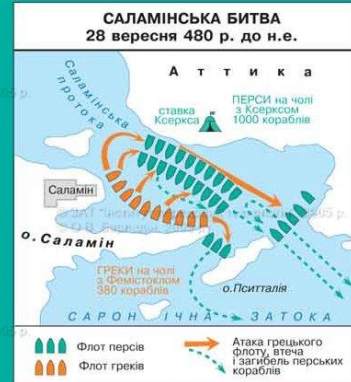 САЛАМІНСЬКА БИТВА
28 вересня 480 р. до н.е.
Аттика
Саламінська
протока
ставка
Ксеркса
ПЕРСИ на чолі
з Ксерксом
1000 кораблів
Саламін
о. Саламін
ГРЕКИ на чолі
з Фемістоклом
380 кораблів
о.Пситталія
САРОНІЧНА ЗАТОКА
Флот персів
Флот греків
Атака грецького
флоту, втеча
і загибель перських
кораблів